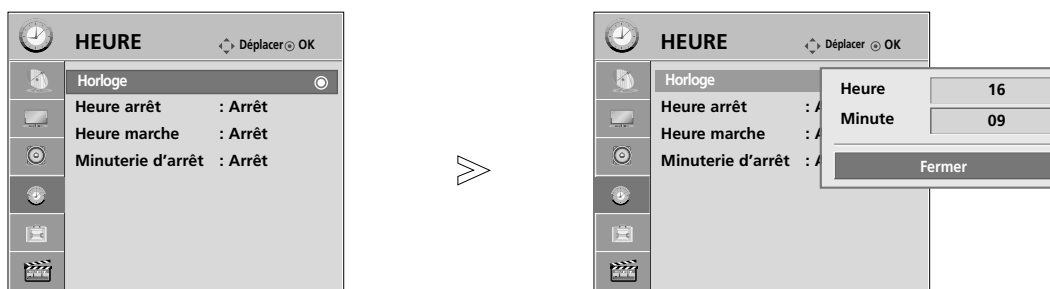 HEURE Déplacer OK
Horloge
Heure arrêt : Arrêt
Heure marche : Arrêt
Minuterie d’arrêt : Arrêt
HEURE Déplacer OK
Horloge
Heure arrêt : A
Heure marche : A
Minuterie d’arrêt : A
Heure 16
Minute 09
Fermer